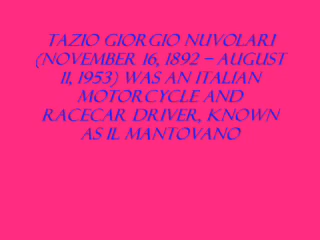 Tazio Giorgio Nuvolari
(November 16, 1892 – August
11, 1953) was an Italian
motorcycle and
racecar driver, known
as Il Mantovano